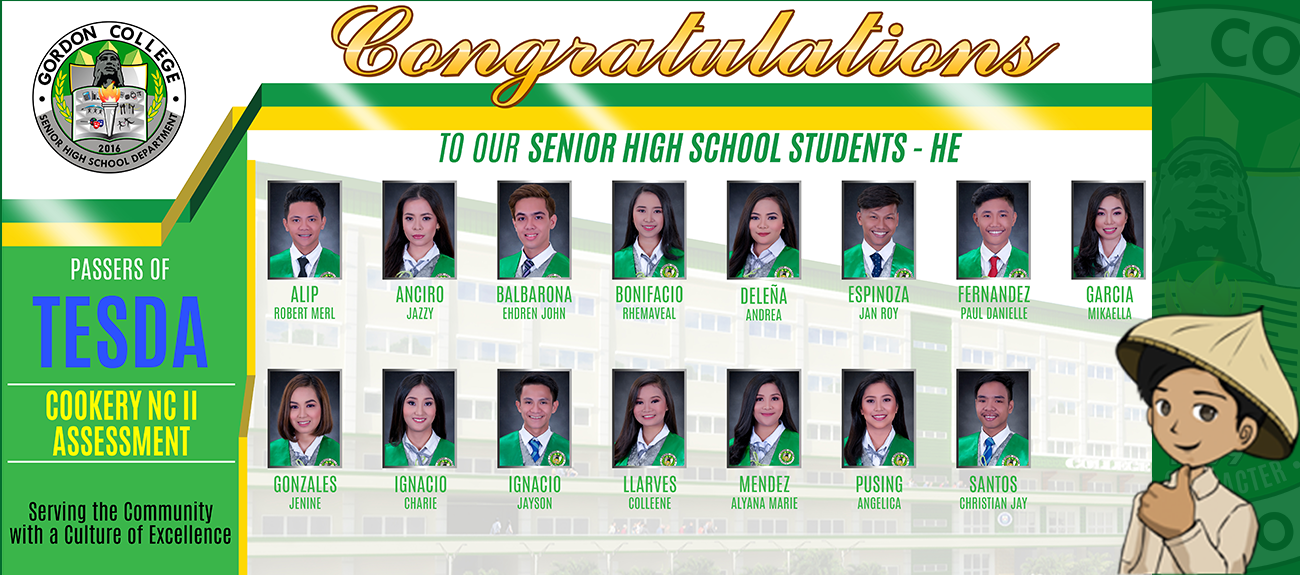 GORDON COLLEGE
SENIOR HIGH SCHOOL DEPARTMENT
2016
Congratulations
TO OUR SENIOR HIGH SCHOOL STUDENTS - HE
PASSERS OF
TESDA
COOKERY NC II
ASSESSMENT
Serving the Community
with a Culture of Excellence
ALIP
ROBERT MERL
ANCIRO
JAZZY
BALBARONA
EHDREN JOHN
BONIFACIO
RHEMAVEAL
DELEÑA
ANDREA
ESPINOZA
JAN ROY
FERNANDEZ
PAUL DANIELLE
GARCIA
MIKAELLA
GONZALES
JENINE
IGNACIO
CHARIE
IGNACIO
JAYSON
LLARVES
COLLEENE
MENDEZ
ALYANA MARIE
PUSING
ANGELICA
SANTOS
CHRISTIAN JAY
CO